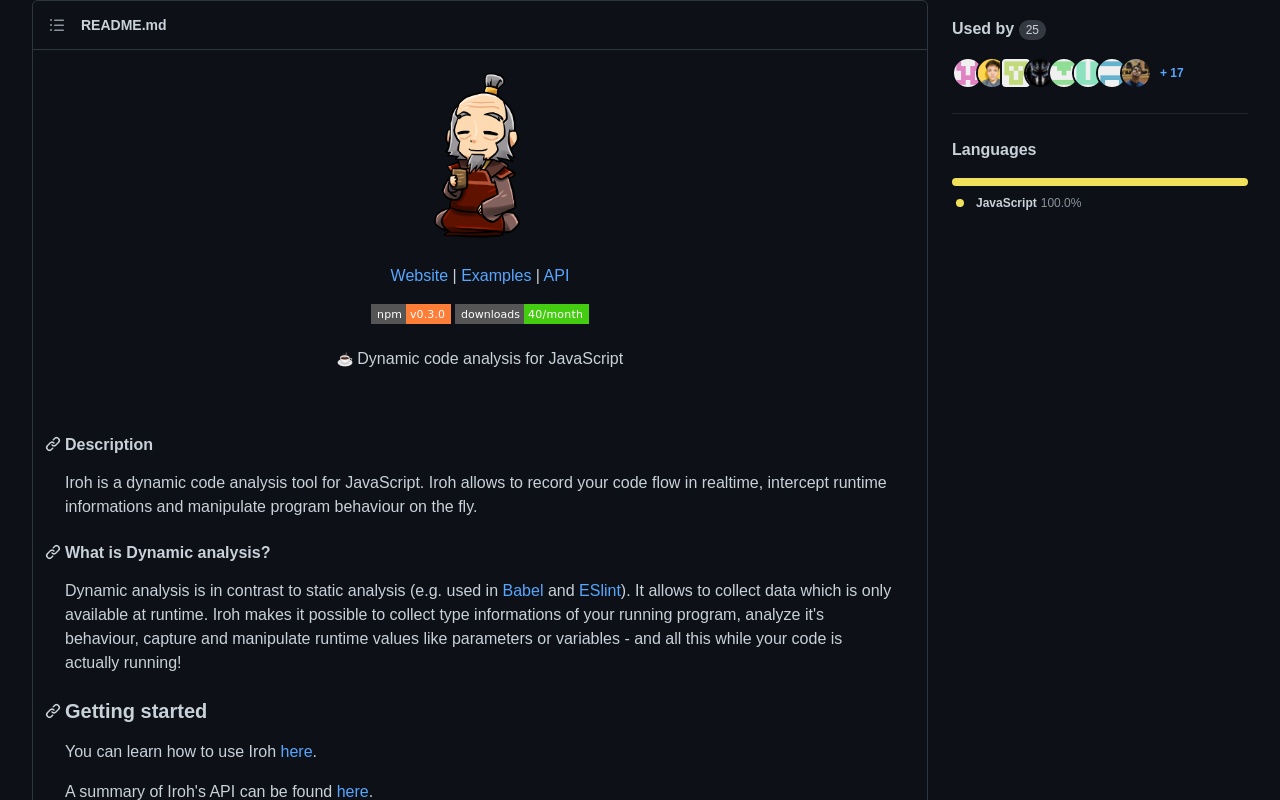 README.md
Website | Examples | API
npm v0.3.0 downloads 40/month
☕ Dynamic code analysis for JavaScript
Description
Iroh is a dynamic code analysis tool for JavaScript. Iroh allows to record your code flow in realtime, intercept runtime
informations and manipulate program behaviour on the fly.
What is Dynamic analysis?
Dynamic analysis is in contrast to static analysis (e.g. used in Babel and ESlint). It allows to collect data which is only
available at runtime. Iroh makes it possible to collect type informations of your running program, analyze it's
behaviour, capture and manipulate runtime values like parameters or variables - and all this while your code is
actually running!
Getting started
You can learn how to use Iroh here.
A summary of Iroh's API can be found here.
Used by 25
+ 17
Languages
JavaScript 100.0%